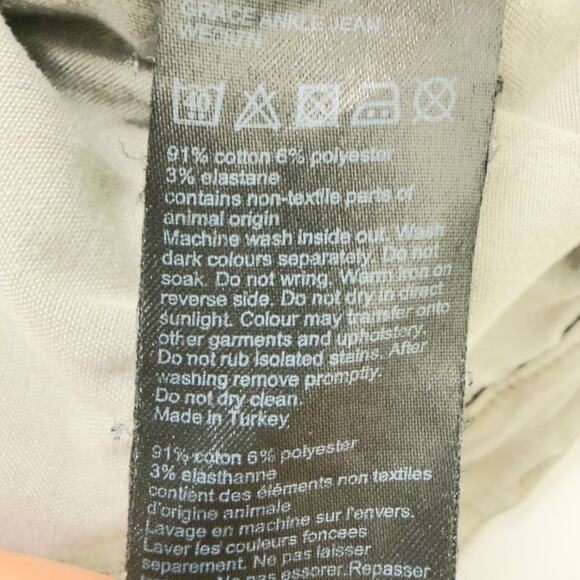 GRACE ANKLE JEAN
40
91% cotton 6% polyester
3% elastane
contains non-textile parts of
animal origin
Machine wash inside out. Wash
dark colours separately. Do not
soak. Do not wring. Warm iron on
reverse side. Do not dry in direct
sunlight. Colour may transfer onto
other garments and upholstery.
Do not rub isolated stains. After
washing remove promptly.
Do not dry clean.
Made in Turkey
91% coton 6% polyester
3% élasthanne
contient des éléments non textiles
d'origine animale
Lavage en machine sur l'envers.
Laver les couleurs foncées
separement. Ne pas laisser
Repasser